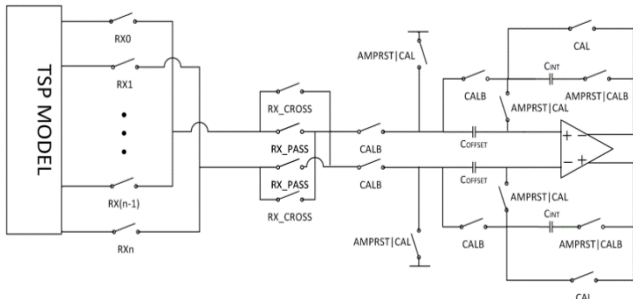 TSP MODEL
RX0
RX1
RX(n-1)
RXn
RX_CROSS
RX_PASS
RX_PASS
RX_CROSS
CALB
CALB
AMPRST|CAL
AMPRST|CAL
CAL
CINT
CALB
AMPRST|CALB
AMPRST|CAL
COFFSET
+ −
− +
COFFSET
AMPRST|CAL
CINT
CALB
AMPRST|CALB
CAL